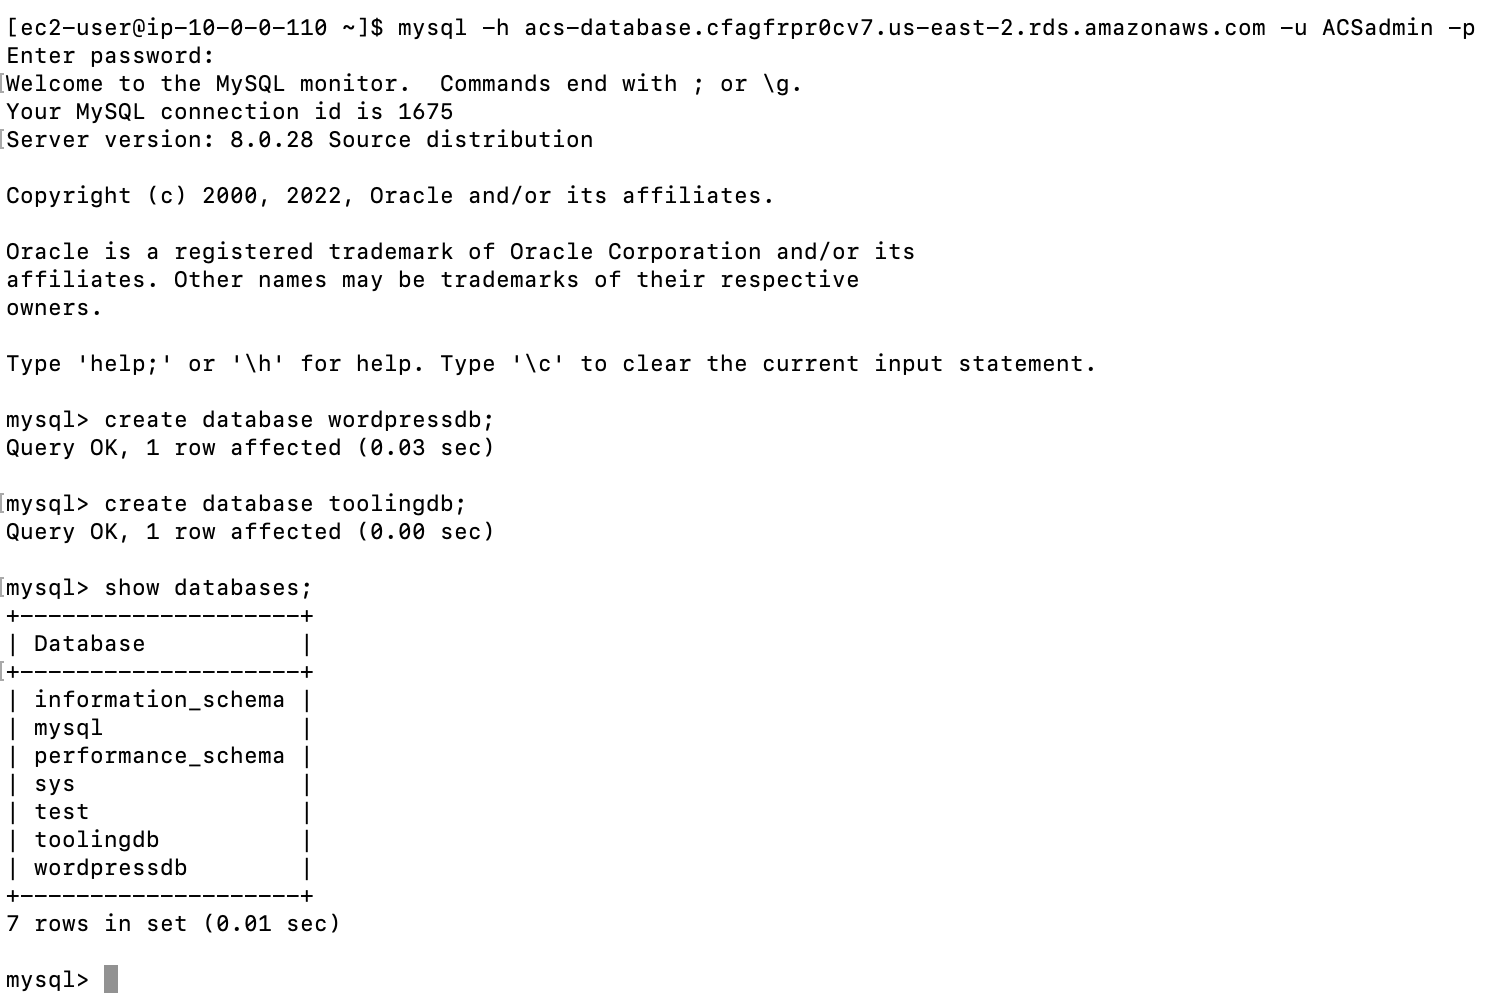 [ec2-user@ip-10-0-0-110 ~]$ mysql -h acs-database.cfagfrpr0cv7.us-east-2.rds.amazonaws.com -u ACSadmin -p
Enter password:
Welcome to the MySQL monitor.  Commands end with ; or \g.
Your MySQL connection id is 1675
Server version: 8.0.28 Source distribution

Copyright (c) 2000, 2022, Oracle and/or its affiliates.

Oracle is a registered trademark of Oracle Corporation and/or its
affiliates. Other names may be trademarks of their respective
owners.

Type 'help;' or '\h' for help. Type '\c' to clear the current input statement.

mysql> create database wordpressdb;
Query OK, 1 row affected (0.03 sec)

mysql> create database toolingdb;
Query OK, 1 row affected (0.00 sec)

mysql> show databases;
+--------------------+
| Database           |
+--------------------+
| information_schema |
| mysql              |
| performance_schema |
| sys                |
| test               |
| toolingdb          |
| wordpressdb        |
+--------------------+
7 rows in set (0.01 sec)

mysql>